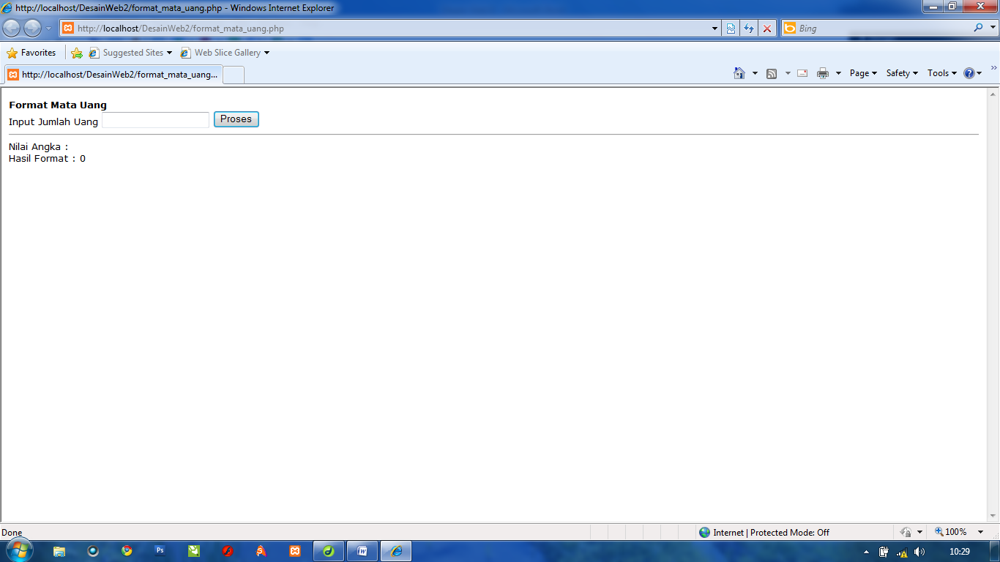 http://localhost/DesainWeb2/format_mata_uang.php - Windows Internet Explorer
http://localhost/DesainWeb2/format_mata_uang.php
Bing
Favorites Suggested Sites Web Slice Gallery
http://localhost/DesainWeb2/format_mata_uang...
Page Safety Tools
Format Mata Uang
Input Jumlah Uang Proses
Nilai Angka :
Hasil Format : 0
Done Internet | Protected Mode: Off 100%
Ps W 10:29